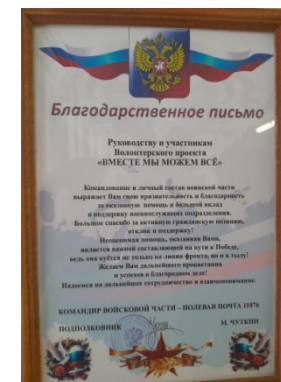 Благодарственное письмо
Руководству и участникам
Волонтерского проекта
«ВМЕСТЕ МЫ МОЖЕМ ВСЁ»
Командование и личный состав воинской части
выражает Вам свою признательность и благодарность
за оказанную помощь и большой вклад
в поддержку военнослужащих подразделения.
Большое спасибо за активную гражданскую позицию,
отклик и поддержку!
Неоценимая помощь, оказанная Вами,
является важной составляющей на пути к Победе,
ведь она куётся не только на линии фронта, но и в тылу!
Желаем Вам дальнейшего процветания
и успехов в благородном деле!
Надеемся на дальнейшее сотрудничество и взаимопонимание.
КОМАНДИР ВОЙСКОВОЙ ЧАСТИ – ПОЛЕВАЯ ПОЧТА 11076
ПОДПОЛКОВНИК М. ЧУТКИН